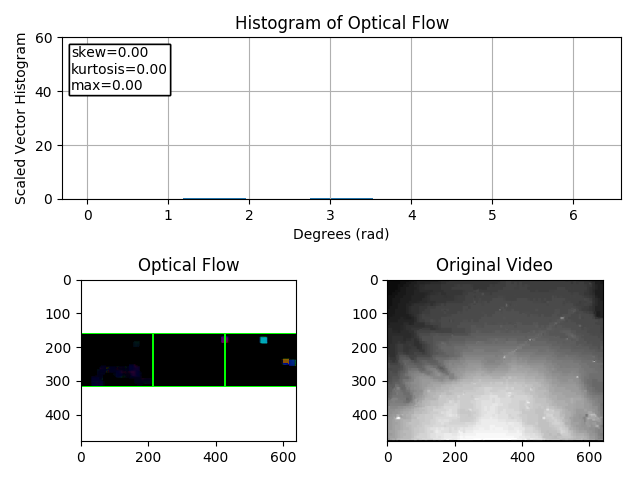 Histogram of Optical Flow
60
40
20
0
Scaled Vector Histogram
skew=0.00
kurtosis=0.00
max=0.00
0 1 2 3 4 5 6
Degrees (rad)
Optical Flow
0
100
200
300
400
0 200 400 600
Original Video
0
100
200
300
400
0 200 400 600